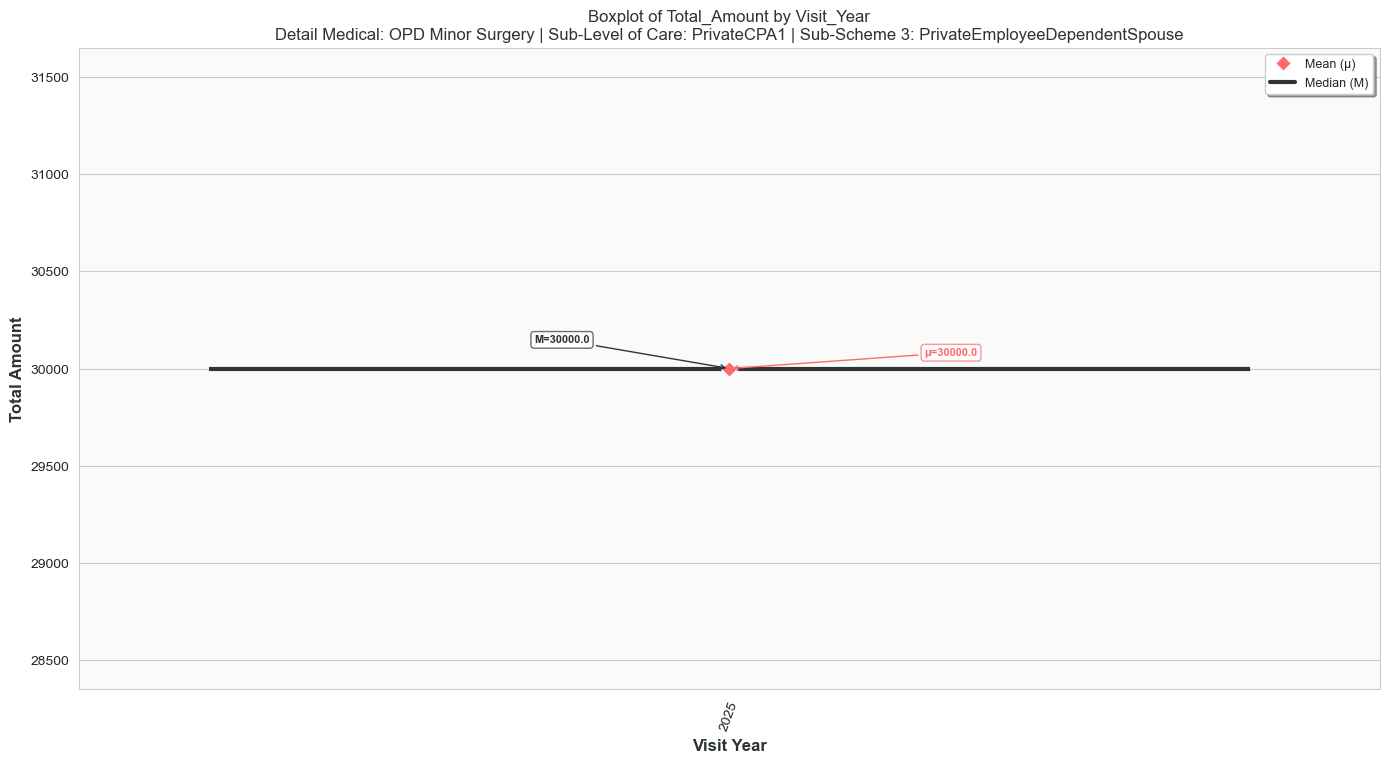 Boxplot of Total_Amount by Visit_Year
Detail Medical: OPD Minor Surgery | Sub-Level of Care: PrivateCPA1 | Sub-Scheme 3: PrivateEmployeeDependentSpouse
Mean (μ)
Median (M)
Total Amount
31500
31000
30500
30000
29500
29000
28500
M=30000.0
μ=30000.0
2025
Visit Year